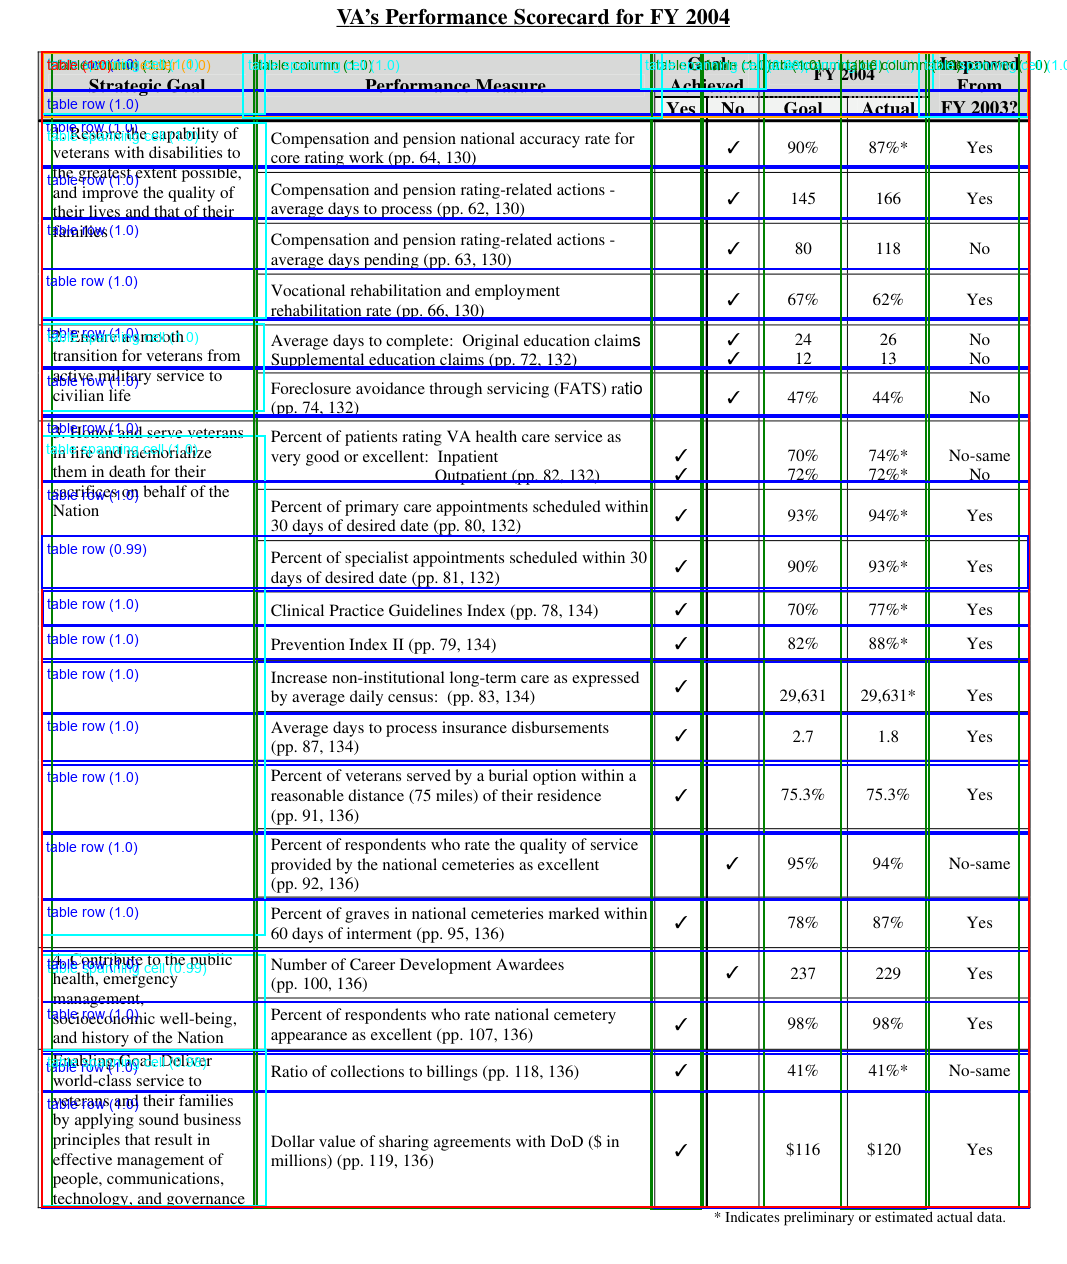 VA's Performance Scorecard for FY 2004
Strategic Goal Performance Measure Goal Achieved FY 2004 Improved From FY 2003?
Yes No Goal Actual
1. Restore the capability of
veterans with disabilities to
the greatest extent possible,
and improve the quality of
their lives and that of their
families
Compensation and pension national accuracy rate for
core rating work (pp. 64, 130) ✓ 90% 87%* Yes
Compensation and pension rating-related actions -
average days to process (pp. 62, 130) ✓ 145 166 Yes
Compensation and pension rating-related actions -
average days pending (pp. 63, 130) ✓ 80 118 No
Vocational rehabilitation and employment
rehabilitation rate (pp. 66, 130) ✓ 67% 62% Yes
2. Ensure a smooth
transition for veterans from
active military service to
civilian life
Average days to complete: Original education claims ✓ 24 26 No
Supplemental education claims (pp. 72, 132) ✓ 12 13 No
Foreclosure avoidance through servicing (FATS) ratio
(pp. 74, 132) ✓ 47% 44% No
3. Honor and serve veterans
in life and memorialize
them in death for their
sacrifices on behalf of the
Nation
Percent of patients rating VA health care service as
very good or excellent: Inpatient ✓ 70% 74%* No-same
Outpatient (pp. 82, 132) ✓ 72% 72%* No
Percent of primary care appointments scheduled within
30 days of desired date (pp. 80, 132) ✓ 93% 94%* Yes
Percent of specialist appointments scheduled within 30
days of desired date (pp. 81, 132) ✓ 90% 93%* Yes
Clinical Practice Guidelines Index (pp. 78, 134) ✓ 70% 77%* Yes
Prevention Index II (pp. 79, 134) ✓ 82% 88%* Yes
Increase non-institutional long-term care as expressed
by average daily census: (pp. 83, 134) ✓ 29,631 29,631* Yes
Average days to process insurance disbursements
(pp. 87, 134) ✓ 2.7 1.8 Yes
Percent of veterans served by a burial option within a
reasonable distance (75 miles) of their residence
(pp. 91, 136) ✓ 75.3% 75.3% Yes
Percent of respondents who rate the quality of service
provided by the national cemeteries as excellent
(pp. 92, 136) ✓ 95% 94% No-same
Percent of graves in national cemeteries marked within
60 days of interment (pp. 95, 136) ✓ 78% 87% Yes
4. Contribute to the public
health, emergency
management,
socioeconomic well-being,
and history of the Nation
Number of Career Development Awardees
(pp. 100, 136) ✓ 237 229 Yes
Percent of respondents who rate national cemetery
appearance as excellent (pp. 107, 136) ✓ 98% 98% Yes
Enabling Goal. Deliver
world-class service to
veterans and their families
by applying sound business
principles that result in
effective management of
people, communications,
technology, and governance
Ratio of collections to billings (pp. 118, 136) ✓ 41% 41%* No-same
Dollar value of sharing agreements with DoD ($ in
millions) (pp. 119, 136) ✓ $116 $120 Yes
* Indicates preliminary or estimated actual data.